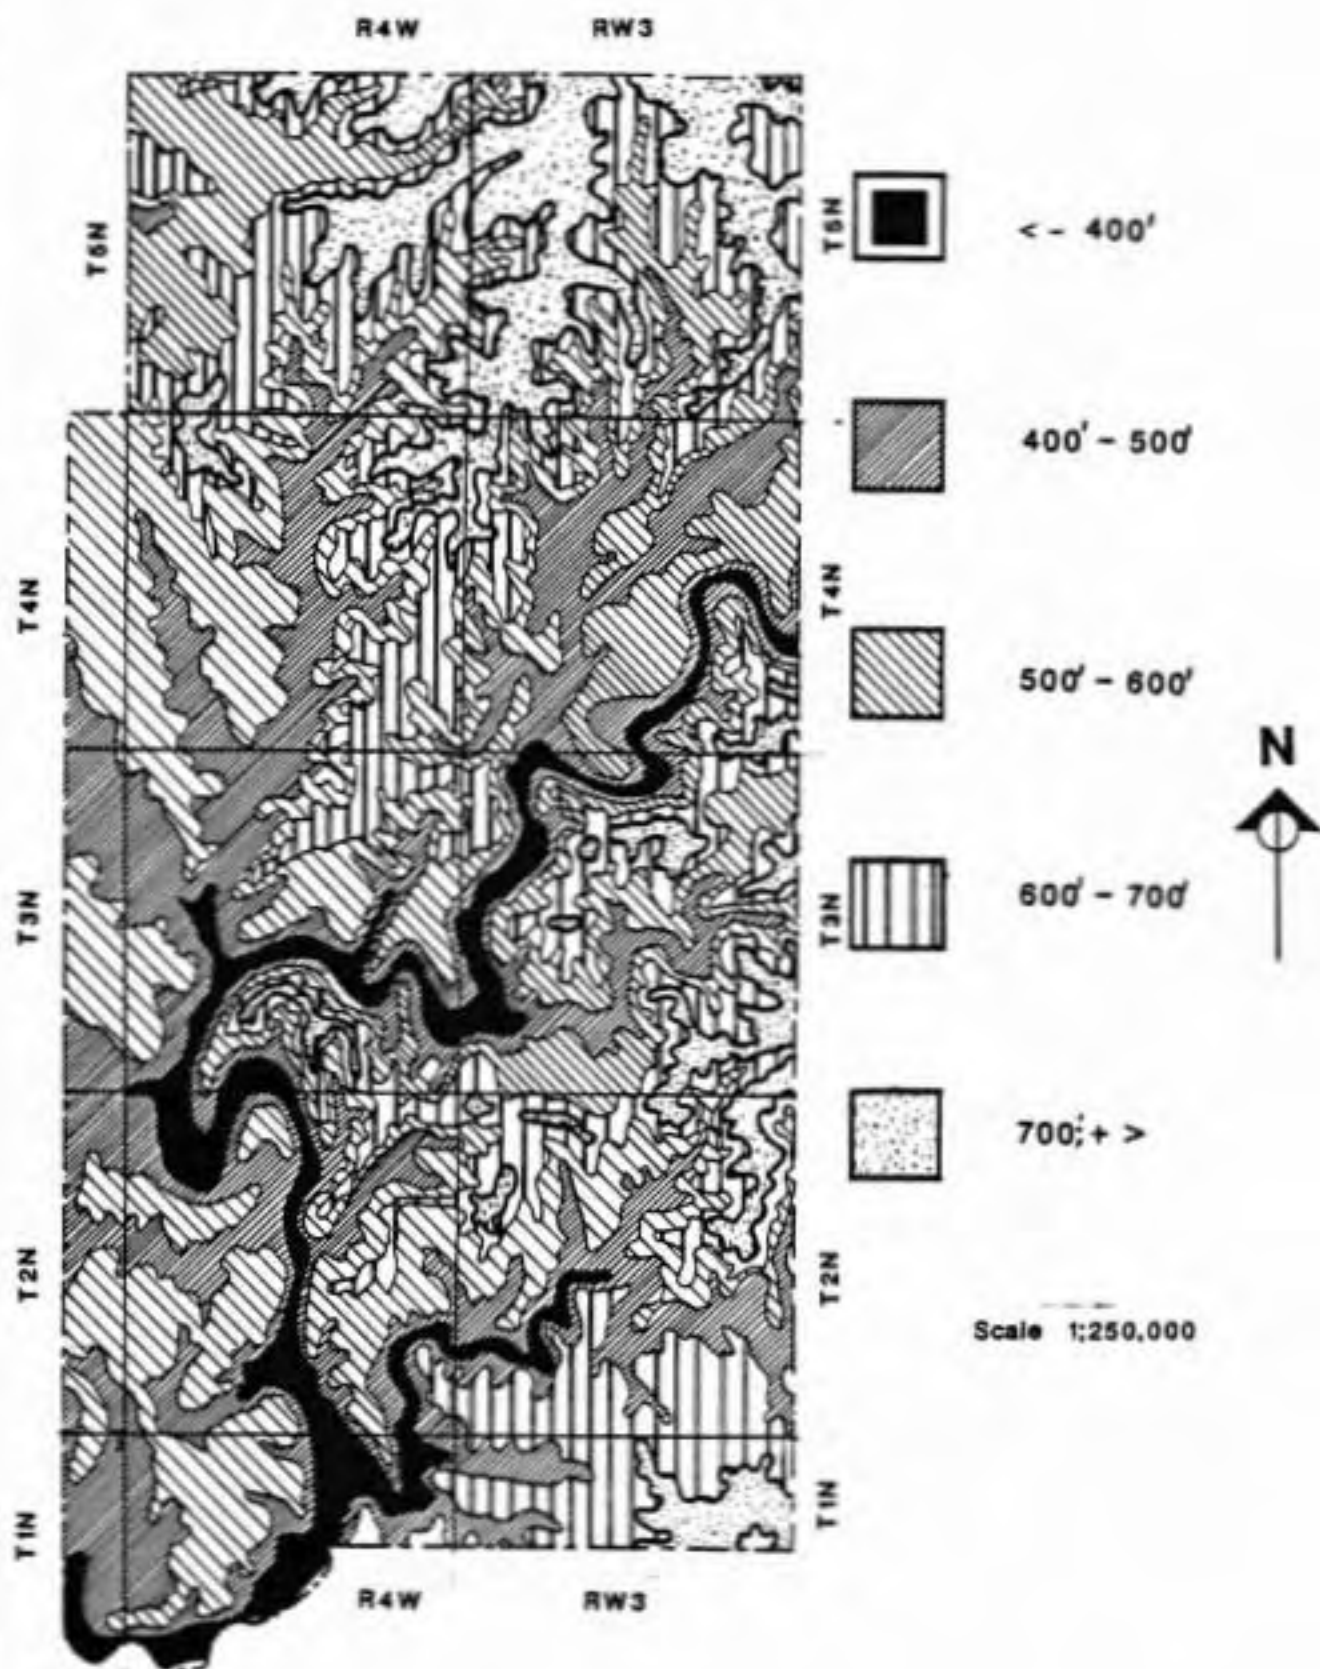 R4W RW3
T5N T5N
< - 400'
400' - 500'
T4N T4N
500' - 600'
N
T3N T3N
600' - 700'
700; + >
T2N T2N
Scale 1:250,000
T1N T1N
R4W RW3